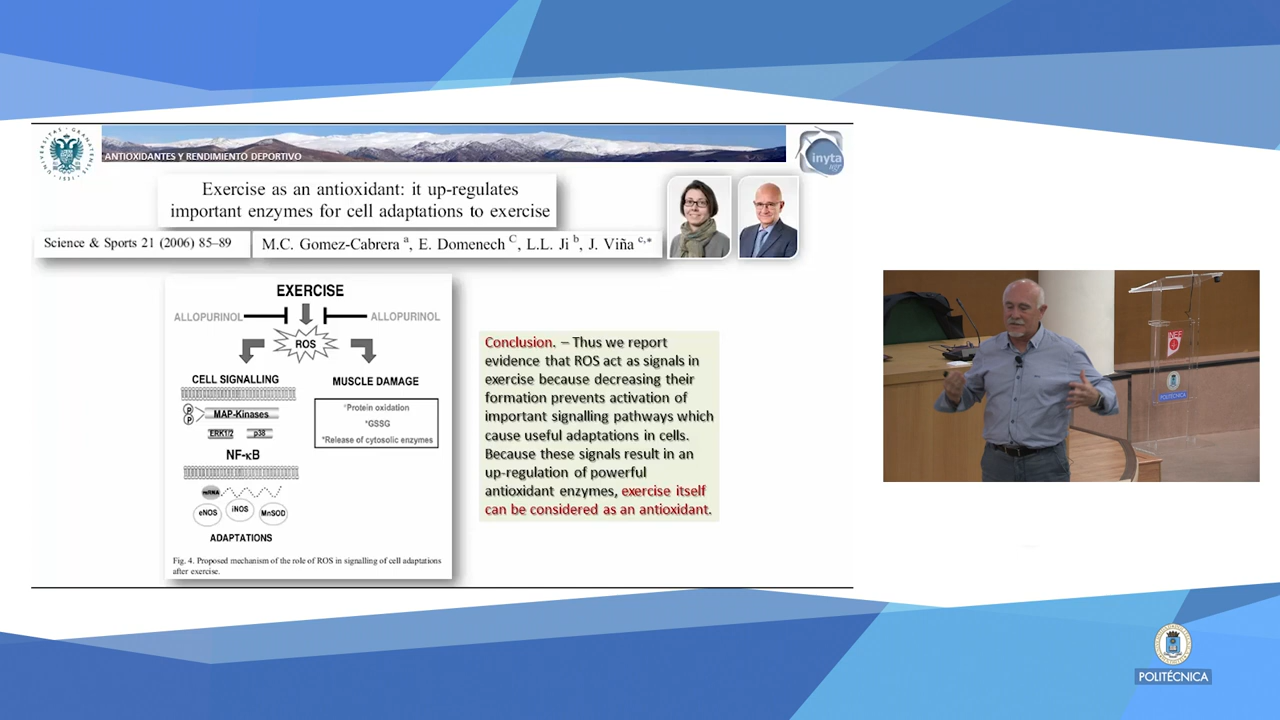 UNIVERSITAS GRANATENSIS 1531
ANTIOXIDANTES Y RENDIMIENTO DEPORTIVO
inyta
ugr
Exercise as an antioxidant: it up-regulates
important enzymes for cell adaptations to exercise
Science & Sports 21 (2006) 85–89
M.C. Gomez-Cabrera a, E. Domenech C, L.L. Ji b, J. Viña c,*
EXERCISE
ALLOPURINOL
ALLOPURINOL
ROS
CELL SIGNALLING
P
P
MAP-Kinases
ERK1/2
p38
NF-κB
mRNA
eNOS
iNOS
MnSOD
ADAPTATIONS
MUSCLE DAMAGE
*Protein oxidation
*GSSG
*Release of cytosolic enzymes
Fig. 4. Proposed mechanism of the role of ROS in signalling of cell adaptations
after exercise.
Conclusion. – Thus we report
evidence that ROS act as signals in
exercise because decreasing their
formation prevents activation of
important signalling pathways which
cause useful adaptations in cells.
Because these signals result in an
up-regulation of powerful
antioxidant enzymes, exercise itself
can be considered as an antioxidant.
INEF
POLITÉCNICA
POLITÉCNICA